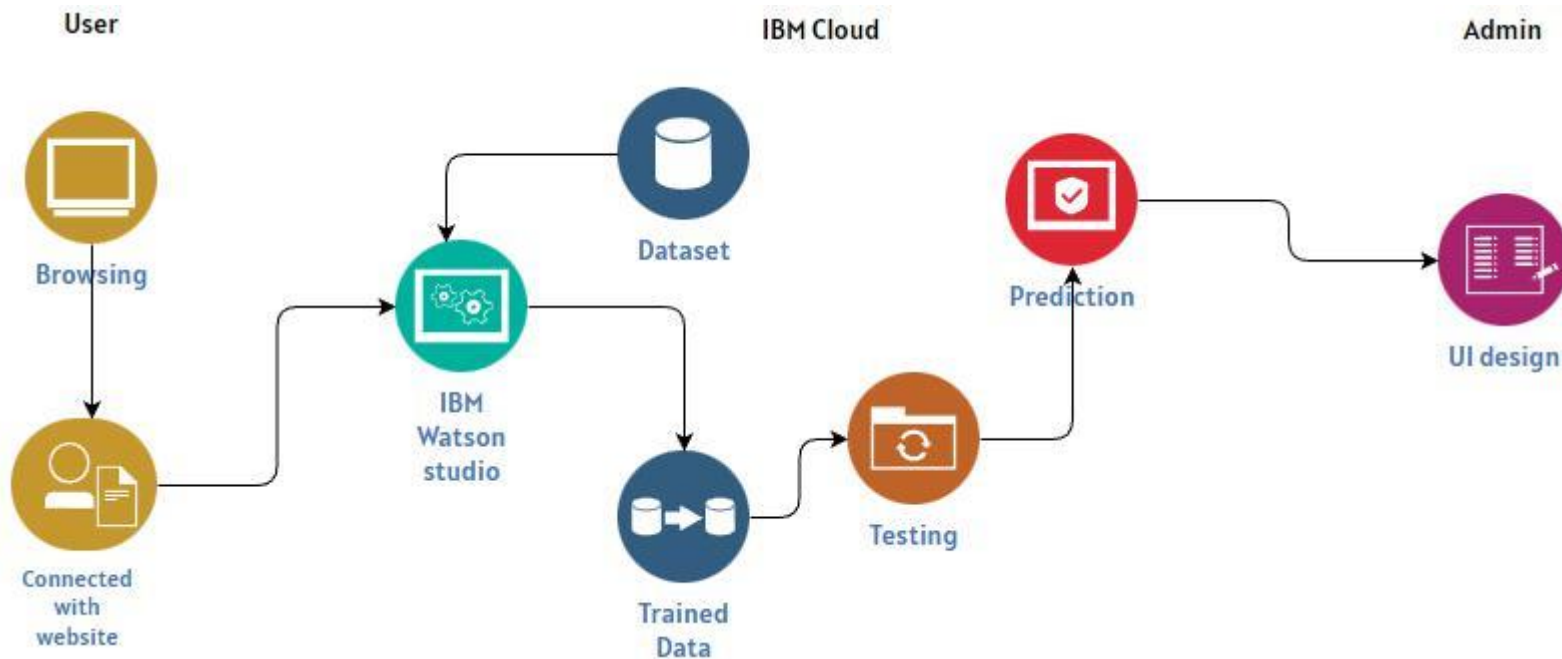 User
IBM Cloud
Admin
Browsing
Dataset
Prediction
UI design
IBM
Watson
studio
Testing
Connected
with
website
Trained
Data